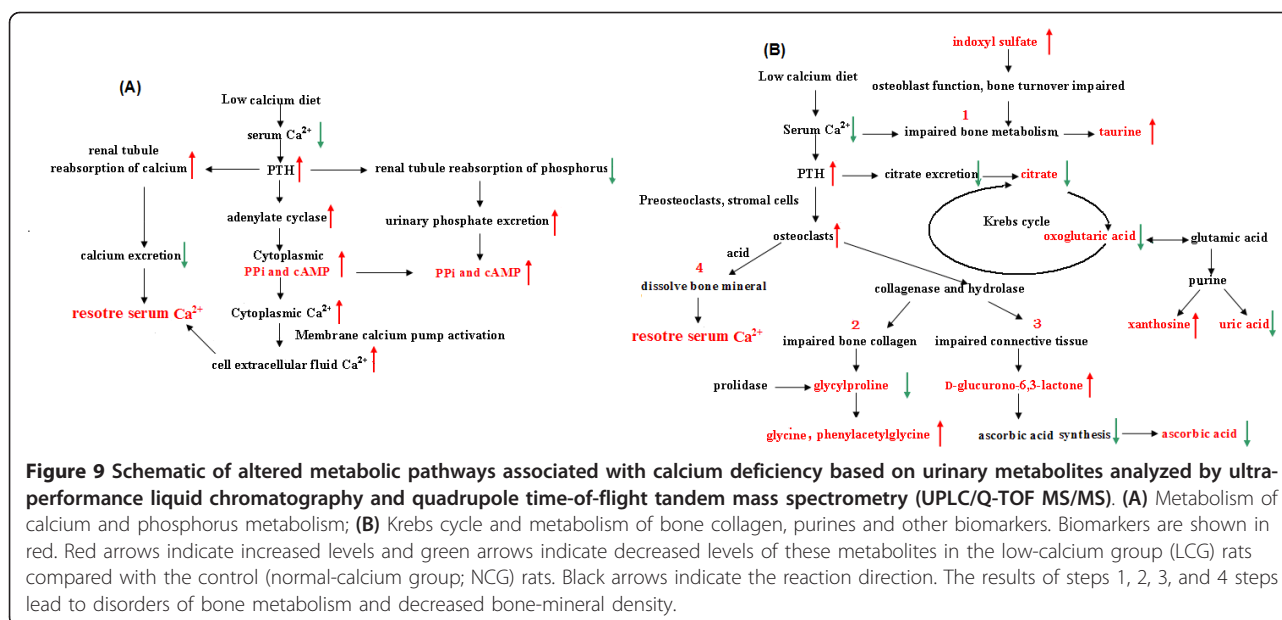 (A)
Low calcium diet
serum Ca²⁺
renal tubule
reabsorption of calcium
PTH
renal tubule reabsorption of phosphorus
adenylate cyclase
urinary phosphate excretion
calcium excretion
Cytoplasmic
PPi and cAMP
PPi and cAMP
resotre serum Ca²⁺
Cytoplasmic Ca²⁺
Membrane calcium pump activation
cell extracellular fluid Ca²⁺
(B)
indoxyl sulfate
Low calcium diet
osteoblast function, bone turnover impaired
1
Serum Ca²⁺
impaired bone metabolism
taurine
PTH
citrate excretion
citrate
Preosteoclasts, stromal cells
Krebs cycle
osteoclasts
oxoglutaric acid
glutamic acid
acid
4
dissolve bone mineral
collagenase and hydrolase
purine
resotre serum Ca²⁺
2
3
xanthosine
uric acid
impaired bone collagen
impaired connective tissue
prolidase
glycylproline
D-glucurono-6,3-lactone
glycine, phenylacetylglycine
ascorbic acid synthesis
ascorbic acid
Figure 9 Schematic of altered metabolic pathways associated with calcium deficiency based on urinary metabolites analyzed by ultra-
performance liquid chromatography and quadrupole time-of-flight tandem mass spectrometry (UPLC/Q-TOF MS/MS). (A) Metabolism of
calcium and phosphorus metabolism; (B) Krebs cycle and metabolism of bone collagen, purines and other biomarkers. Biomarkers are shown in
red. Red arrows indicate increased levels and green arrows indicate decreased levels of these metabolites in the low-calcium group (LCG) rats
compared with the control (normal-calcium group; NCG) rats. Black arrows indicate the reaction direction. The results of steps 1, 2, 3, and 4 steps
lead to disorders of bone metabolism and decreased bone-mineral density.